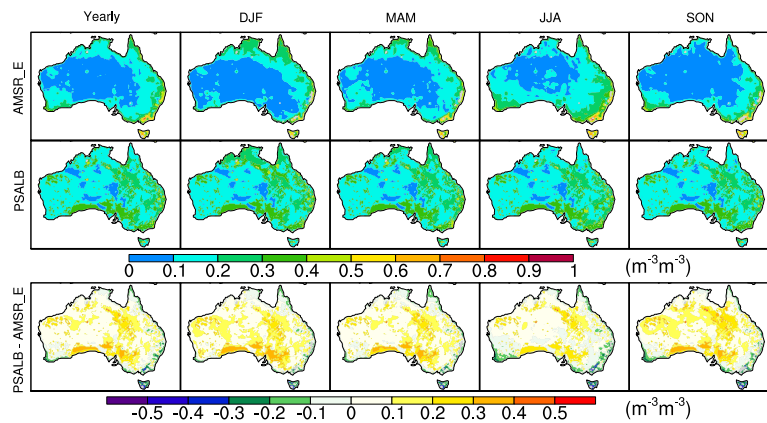 Yearly DJF MAM JJA SON
AMSR_E
PSALB
0 0.1 0.2 0.3 0.4 0.5 0.6 0.7 0.8 0.9 1 (m⁻³m⁻³)
PSALB - AMSR_E
-0.5 -0.4 -0.3 -0.2 -0.1 0 0.1 0.2 0.3 0.4 0.5 (m⁻³m⁻³)